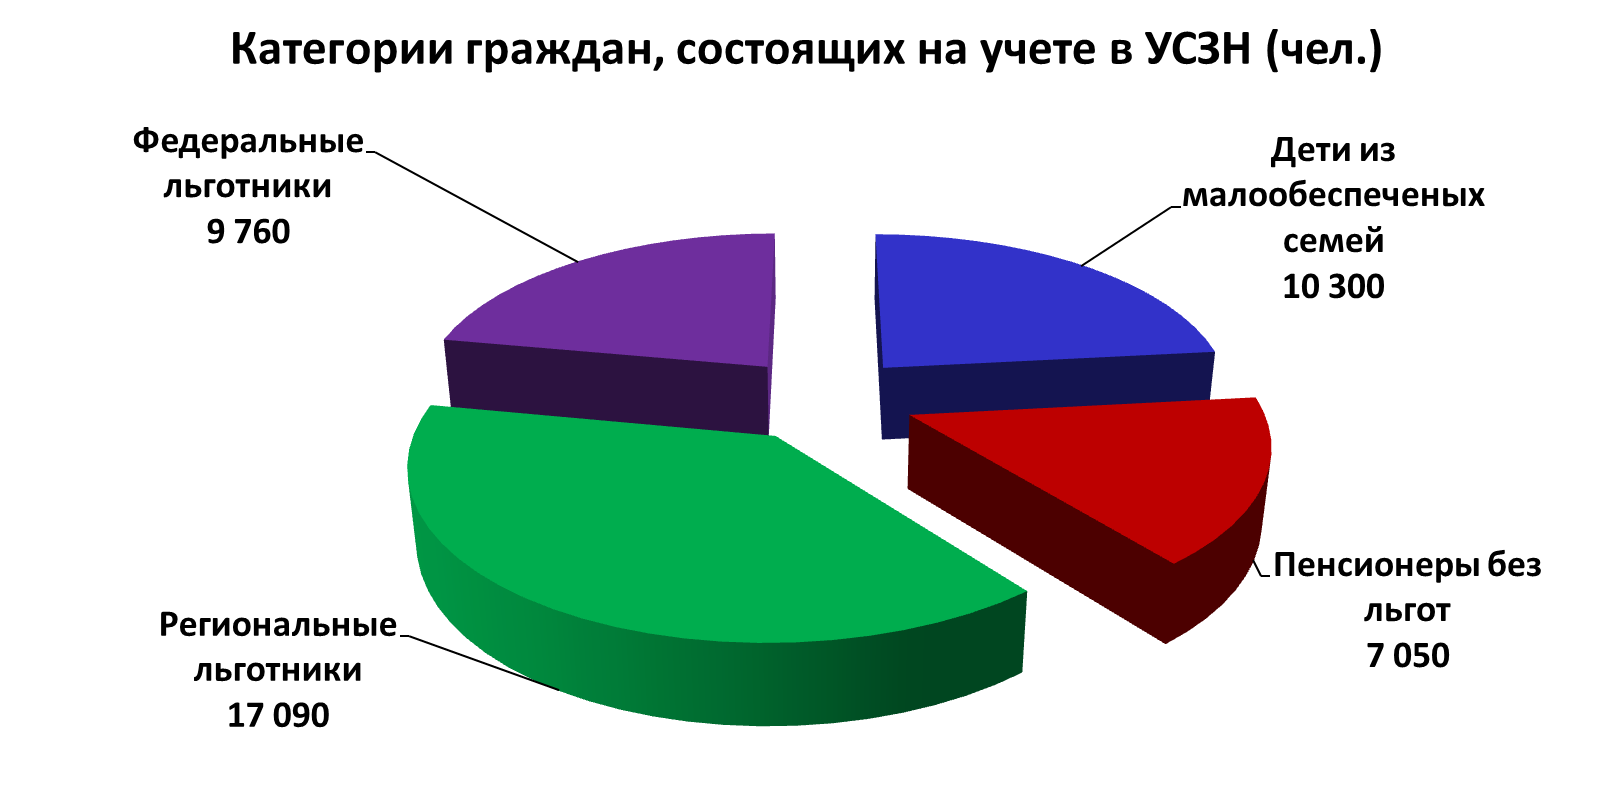 Категории граждан, состоящих на учете в УСЗН (чел.)
Федеральные
льготники
9 760
Дети из
малообеспеченых
семей
10 300
Пенсионеры без
льгот
7 050
Региональные
льготники
17 090